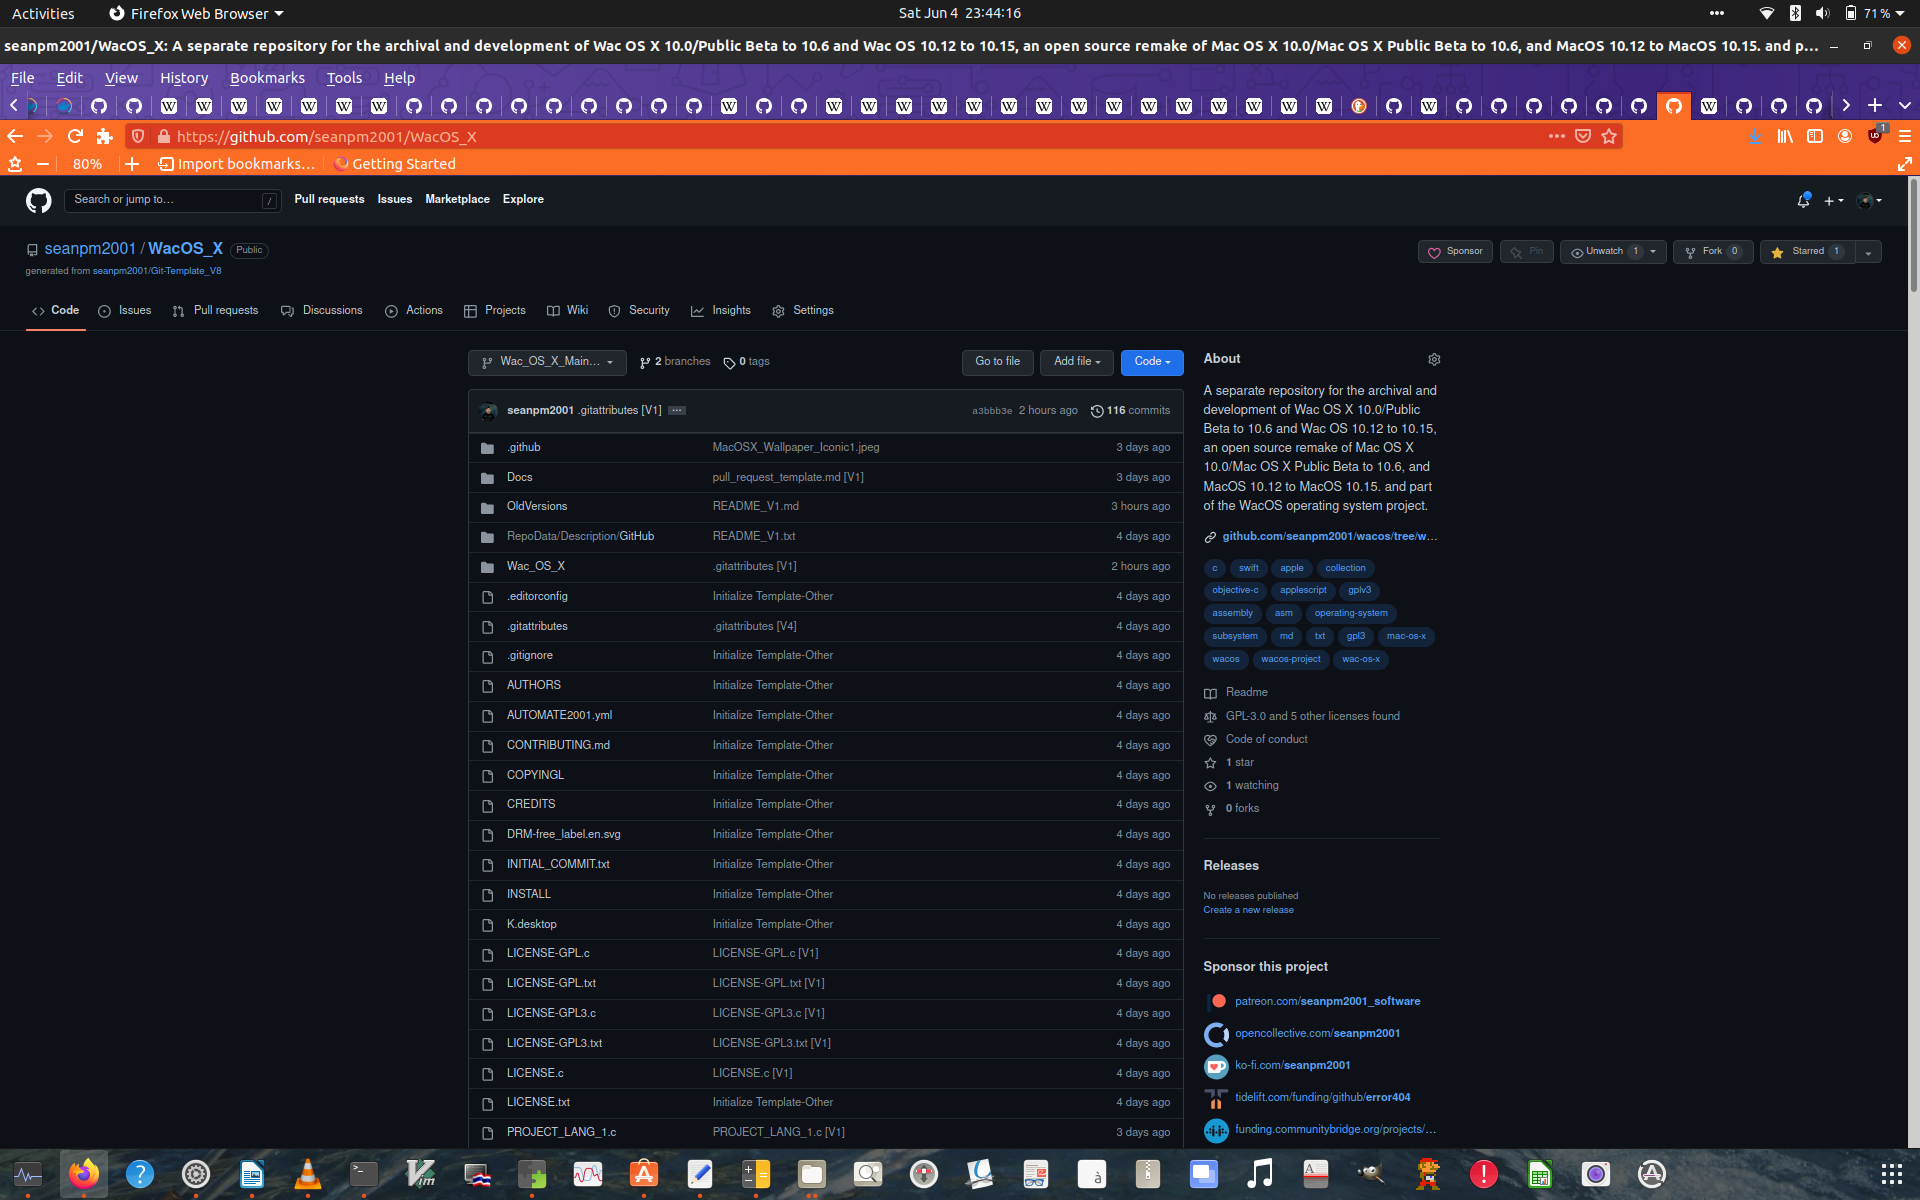 Activities Firefox Web Browser Sat Jun 4 23:44:16 71 %
seanpm2001/WacOS_X: A separate repository for the archival and development of Wac OS X 10.0/Public Beta to 10.6 and Wac OS 10.12 to 10.15, an open source remake of Mac OS X 10.0/Mac OS X Public Beta to 10.6, and MacOS 10.12 to MacOS 10.15. and p…
File Edit View History Bookmarks Tools Help
https://github.com/seanpm2001/WacOS_X 1
80% Import bookmarks… Getting Started
Search or jump to… / Pull requests Issues Marketplace Explore
seanpm2001 / WacOS_X Public Sponsor Pin Unwatch 1 Fork 0 Starred 1
generated from seanpm2001/Git-Template_V8
Code Issues Pull requests Discussions Actions Projects Wiki Security Insights Settings
Wac_OS_X_Main… 2 branches 0 tags Go to file Add file Code
seanpm2001 .gitattributes [V1] ··· a3bbb3e 2 hours ago 116 commits
.github MacOSX_Wallpaper_Iconic1.jpeg 3 days ago
Docs pull_request_template.md [V1] 3 days ago
OldVersions README_V1.md 3 hours ago
RepoData/Description/GitHub README_V1.txt 4 days ago
Wac_OS_X .gitattributes [V1] 2 hours ago
.editorconfig Initialize Template-Other 4 days ago
.gitattributes .gitattributes [V4] 4 days ago
.gitignore Initialize Template-Other 4 days ago
AUTHORS Initialize Template-Other 4 days ago
AUTOMATE2001.yml Initialize Template-Other 4 days ago
CONTRIBUTING.md Initialize Template-Other 4 days ago
COPYINGL Initialize Template-Other 4 days ago
CREDITS Initialize Template-Other 4 days ago
DRM-free_label.en.svg Initialize Template-Other 4 days ago
INITIAL_COMMIT.txt Initialize Template-Other 4 days ago
INSTALL Initialize Template-Other 4 days ago
K.desktop Initialize Template-Other 4 days ago
LICENSE-GPL.c LICENSE-GPL.c [V1] 4 days ago
LICENSE-GPL.txt LICENSE-GPL.txt [V1] 4 days ago
LICENSE-GPL3.c LICENSE-GPL3.c [V1] 4 days ago
LICENSE-GPL3.txt LICENSE-GPL3.txt [V1] 4 days ago
LICENSE.c LICENSE.c [V1] 4 days ago
LICENSE.txt Initialize Template-Other 4 days ago
PROJECT_LANG_1.c PROJECT_LANG_1.c [V1] 3 days ago
About
A separate repository for the archival and
development of Wac OS X 10.0/Public
Beta to 10.6 and Wac OS 10.12 to 10.15,
an open source remake of Mac OS X
10.0/Mac OS X Public Beta to 10.6, and
MacOS 10.12 to MacOS 10.15. and part
of the WacOS operating system project.
github.com/seanpm2001/wacos/tree/w…
c swift apple collection
objective-c applescript gplv3
assembly asm operating-system
subsystem md txt gpl3 mac-os-x
wacos wacos-project wac-os-x
Readme
GPL-3.0 and 5 other licenses found
Code of conduct
1 star
1 watching
0 forks
Releases
No releases published
Create a new release
Sponsor this project
patreon.com/seanpm2001_software
opencollective.com/seanpm2001
ko-fi.com/seanpm2001
tidelift.com/funding/github/error404
funding.communitybridge.org/projects/…